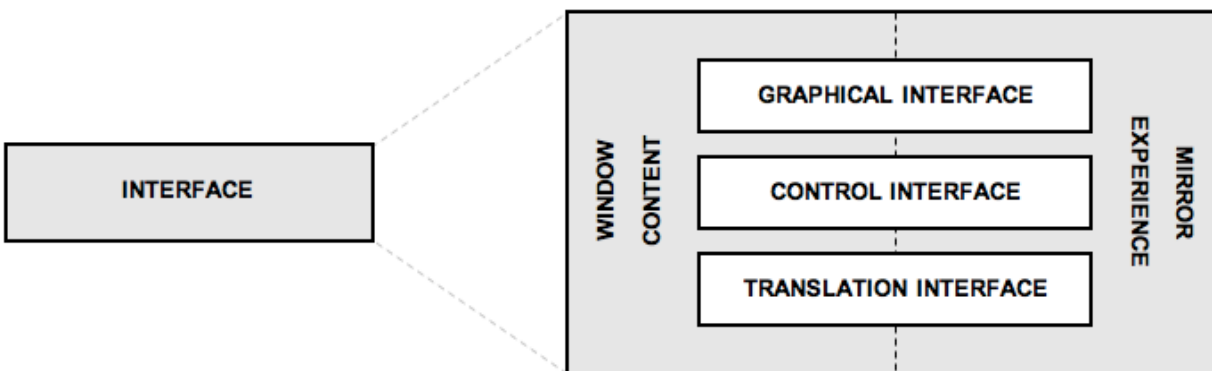 INTERFACE
WINDOW
CONTENT
GRAPHICAL INTERFACE
CONTROL INTERFACE
TRANSLATION INTERFACE
EXPERIENCE
MIRROR